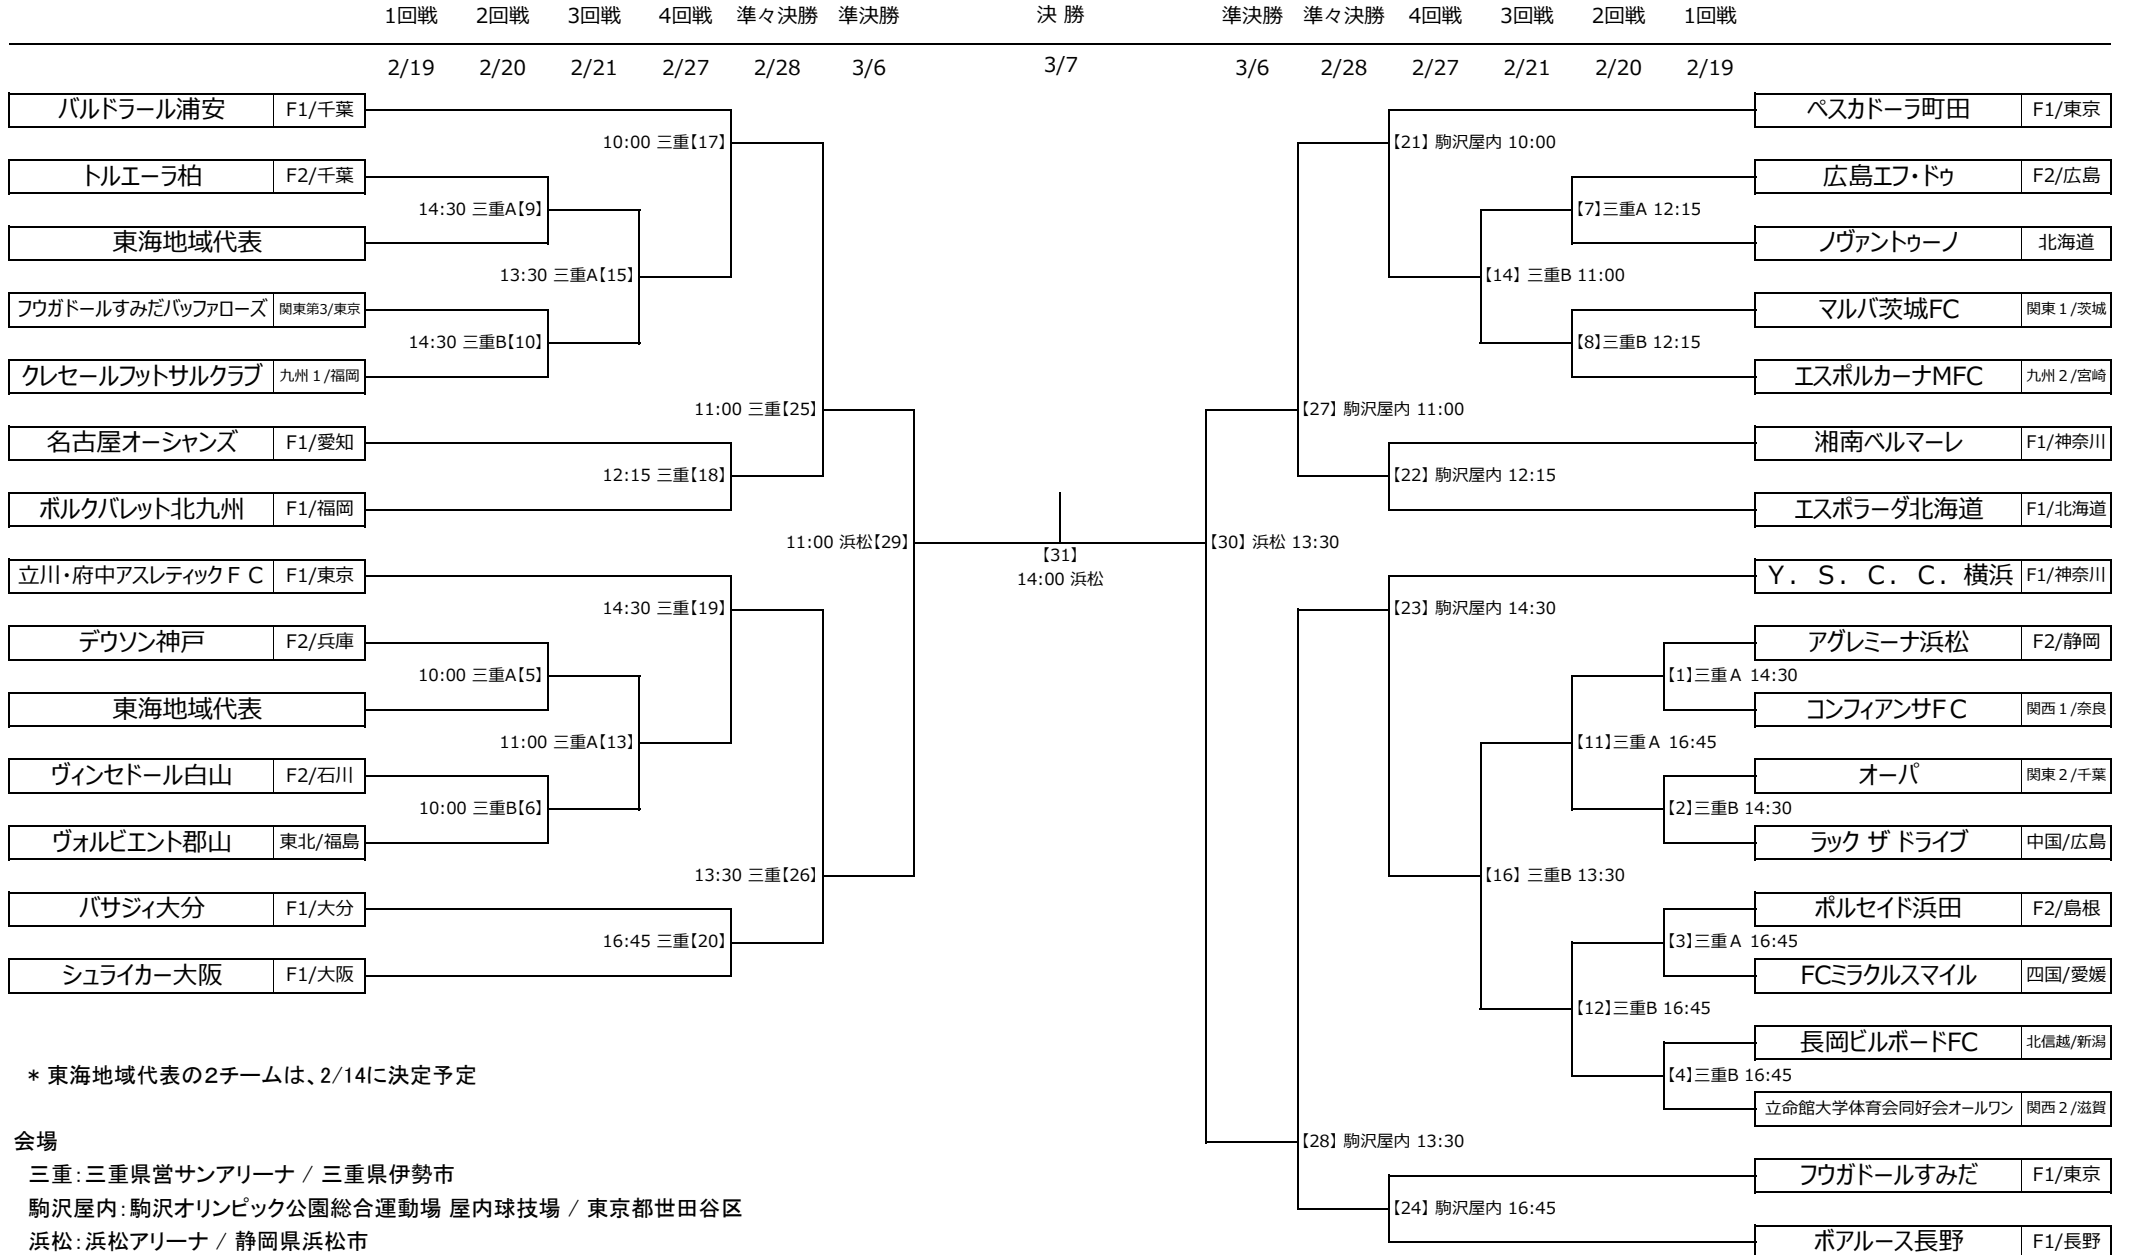 1回戦 2回戦 3回戦 4回戦 準々決勝 準決勝 決 勝 準決勝 準々決勝 4回戦 3回戦 2回戦 1回戦
2/19 2/20 2/21 2/27 2/28 3/6 3/7 3/6 2/28 2/27 2/21 2/20 2/19
バルドラール浦安 F1/千葉
10:00 三重【17】
トルエーラ柏 F2/千葉
14:30 三重A【9】
東海地域代表
13:30 三重A【15】
フウガドールすみだバッファローズ 関東第3/東京
14:30 三重B【10】
クレセールフットサルクラブ 九州１/福岡
11:00 三重【25】
名古屋オーシャンズ F1/愛知
12:15 三重【18】
ボルクバレット北九州 F1/福岡
11:00 浜松【29】
立川・府中アスレティックＦＣ F1/東京
14:30 三重【19】
デウソン神戸 F2/兵庫
10:00 三重A【5】
東海地域代表
11:00 三重A【13】
ヴィンセドール白山 F2/石川
10:00 三重B【6】
ヴォルビエント郡山 東北/福島
13:30 三重【26】
バサジィ大分 F1/大分
16:45 三重【20】
シュライカー大阪 F1/大阪
【31】
14:00 浜松
ペスカドーラ町田 F1/東京
【21】 駒沢屋内 10:00
広島エフ・ドゥ F2/広島
【7】三重A 12:15
ノヴァントゥーノ 北海道
【14】 三重B 11:00
マルバ茨城FC 関東１/茨城
【8】三重B 12:15
エスポルカーナMFC 九州２/宮崎
【27】 駒沢屋内 11:00
湘南ベルマーレ F1/神奈川
【22】 駒沢屋内 12:15
エスポラーダ北海道 F1/北海道
【30】 浜松 13:30
Ｙ．Ｓ．Ｃ．Ｃ．横浜 F1/神奈川
【23】 駒沢屋内 14:30
アグレミーナ浜松 F2/静岡
【1】三重Ａ 14:30
コンフィアンサＦＣ 関西１/奈良
【11】三重Ａ 16:45
オーパ 関東２/千葉
【2】三重B 14:30
ラック ザ ドライブ 中国/広島
【16】 三重B 13:30
ポルセイド浜田 F2/島根
【3】三重Ａ 16:45
FCミラクルスマイル 四国/愛媛
【12】三重B 16:45
長岡ビルボードFC 北信越/新潟
【4】三重B 16:45
立命館大学体育会同好会オールワン 関西２/滋賀
【28】 駒沢屋内 13:30
フウガドールすみだ F1/東京
【24】 駒沢屋内 16:45
ボアルース長野 F1/長野
* 東海地域代表の2チームは、2/14に決定予定
会場
三重：三重県営サンアリーナ / 三重県伊勢市
駒沢屋内：駒沢オリンピック公園総合運動場 屋内球技場 / 東京都世田谷区
浜松：浜松アリーナ / 静岡県浜松市